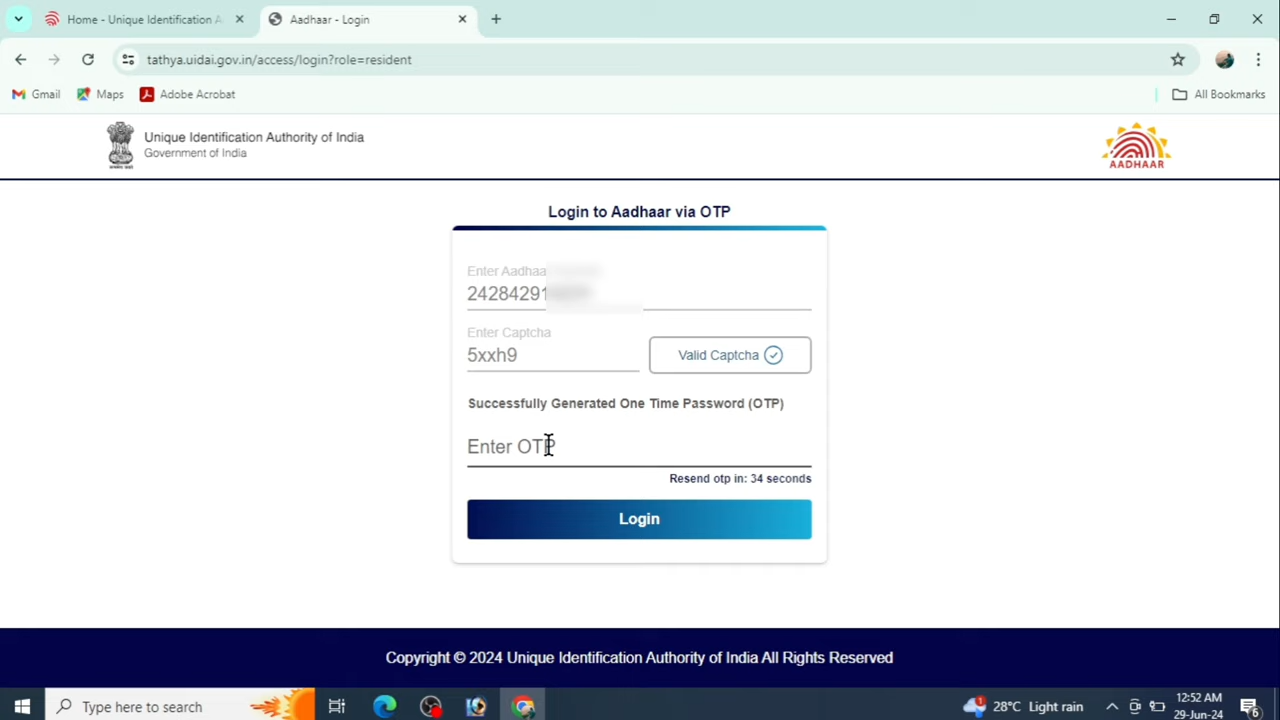 Home - Unique Identification A
Aadhaar - Login
tathya.uidai.gov.in/access/login?role=resident
Gmail
Maps
Adobe Acrobat
All Bookmarks
Unique Identification Authority of India
Government of India
AADHAAR
Login to Aadhaar via OTP
Enter Aadhaa
24284291
Enter Captcha
5xxh9
Valid Captcha
Successfully Generated One Time Password (OTP)
Enter OTP
Resend otp in: 34 seconds
Login
Copyright © 2024 Unique Identification Authority of India All Rights Reserved
Type here to search
28°C Light rain
12:52 AM
29-Jun-24
1
6